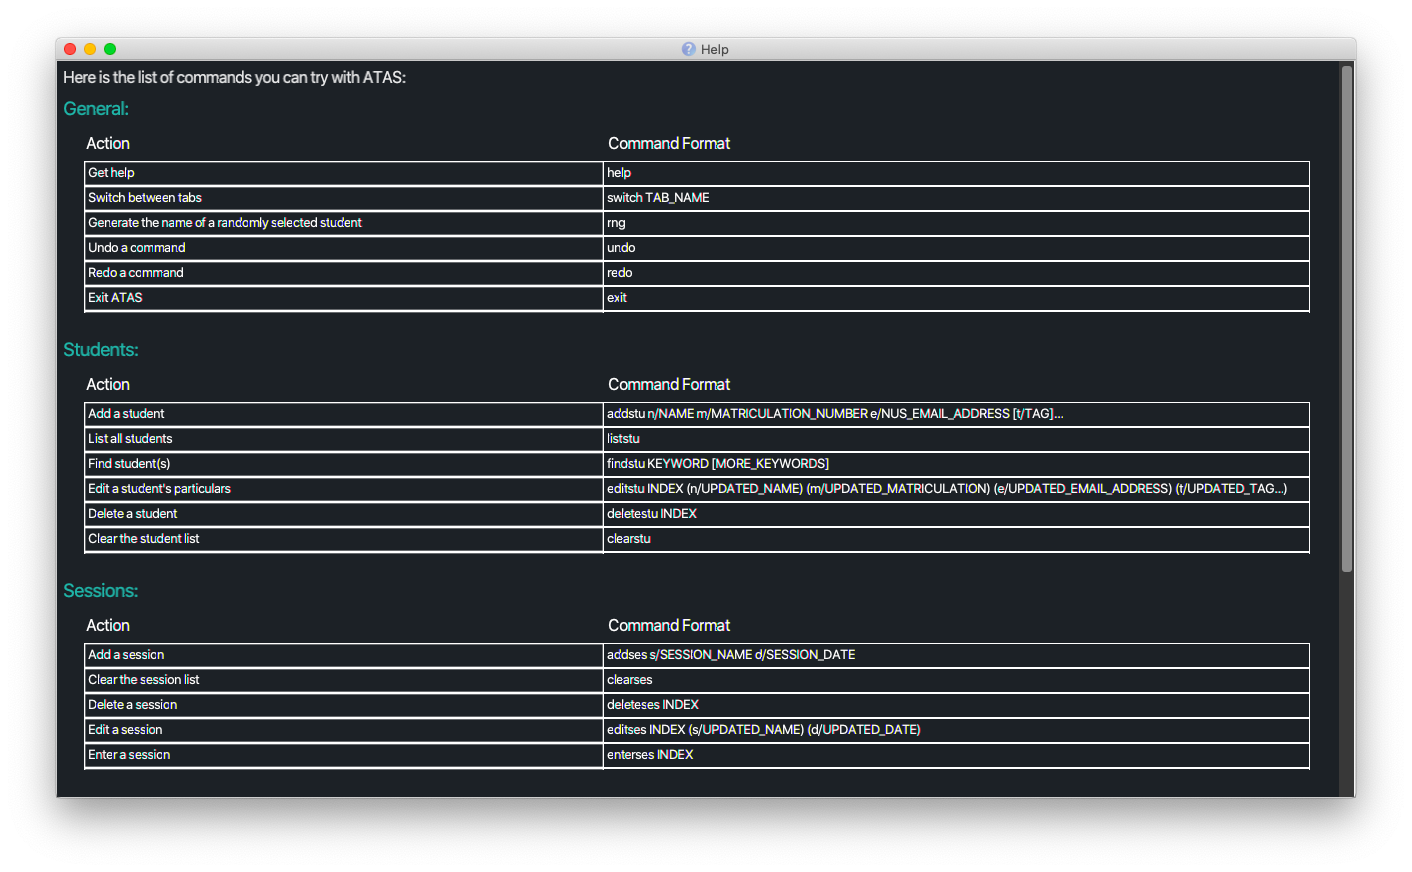 Help
Here is the list of commands you can try with ATAS:
General:
Action Command Format
Get help help
Switch between tabs switch TAB_NAME
Generate the name of a randomly selected student rng
Undo a command undo
Redo a command redo
Exit ATAS exit
Students:
Action Command Format
Add a student addstu n/NAME m/MATRICULATION_NUMBER e/NUS_EMAIL_ADDRESS [t/TAG]...
List all students liststu
Find student(s) findstu KEYWORD [MORE_KEYWORDS]
Edit a student's particulars editstu INDEX (n/UPDATED_NAME) (m/UPDATED_MATRICULATION) (e/UPDATED_EMAIL_ADDRESS) (t/UPDATED_TAG...)
Delete a student deletestu INDEX
Clear the student list clearstu
Sessions:
Action Command Format
Add a session addses s/SESSION_NAME d/SESSION_DATE
Clear the session list clearses
Delete a session deleteses INDEX
Edit a session editses INDEX (s/UPDATED_NAME) (d/UPDATED_DATE)
Enter a session enterses INDEX